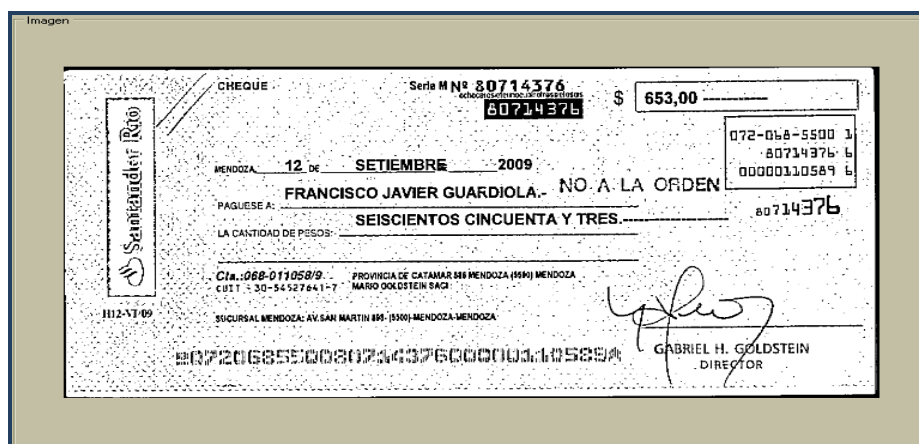 Imagen
CHEQUE
Serie M Nº 80714376
80714376
$ 653,00 ----------
072-068-5500 1
80714376 6
00000110589 6
Santander Río
MENDOZA, 12 DE SETIEMBRE 2009
FRANCISCO JAVIER GUARDIOLA.- NO A LA ORDEN
PAGUESE A:
80714376
SEISCIENTOS CINCUENTA Y TRES.-
LA CANTIDAD DE PESOS:
Cta.:068-011058/9 PROVINCIA DE CATAMAR MENDOZA (5500) MENDOZA
CUIT - 30-54527641-7 MARIO GOLDSTEIN SACI
H12-VI/09
SUCURSAL MENDOZA: AV. SAN MARTIN (5500)-MENDOZA-MENDOZA
GABRIEL H. GOLDSTEIN
DIRECTOR